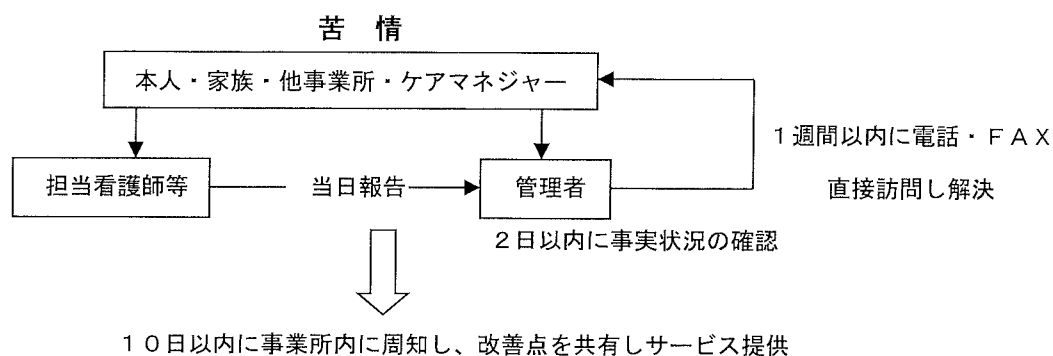 苦　情
本人・家族・他事業所・ケアマネジャー
１週間以内に電話・ＦＡＸ
直接訪問し解決
担当看護師等
当日報告
管理者
２日以内に事実状況の確認
１０日以内に事業所内に周知し、改善点を共有しサービス提供